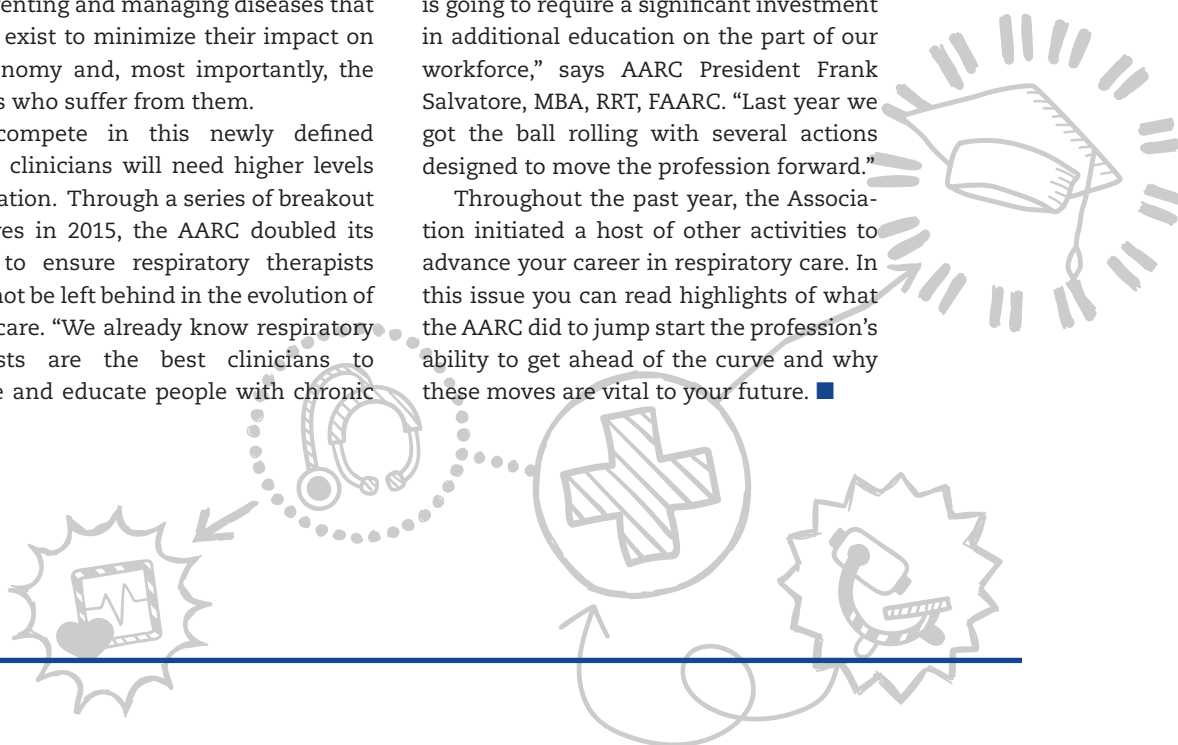 enting and managing diseases that
exist to minimize their impact on
nomy and, most importantly, the
s who suffer from them.
compete in this newly defined
clinicians will need higher levels
ation. Through a series of breakout
es in 2015, the AARC doubled its
to ensure respiratory therapists
not be left behind in the evolution of
care. “We already know respiratory
sts are the best clinicians to
e and educate people with chronic
is going to require a significant investment
in additional education on the part of our
workforce,” says AARC President Frank
Salvatore, MBA, RRT, FAARC. “Last year we
got the ball rolling with several actions
designed to move the profession forward.”
Throughout the past year, the Associa-
tion initiated a host of other activities to
advance your career in respiratory care. In
this issue you can read highlights of what
the AARC did to jump start the profession’s
ability to get ahead of the curve and why
these moves are vital to your future. ■